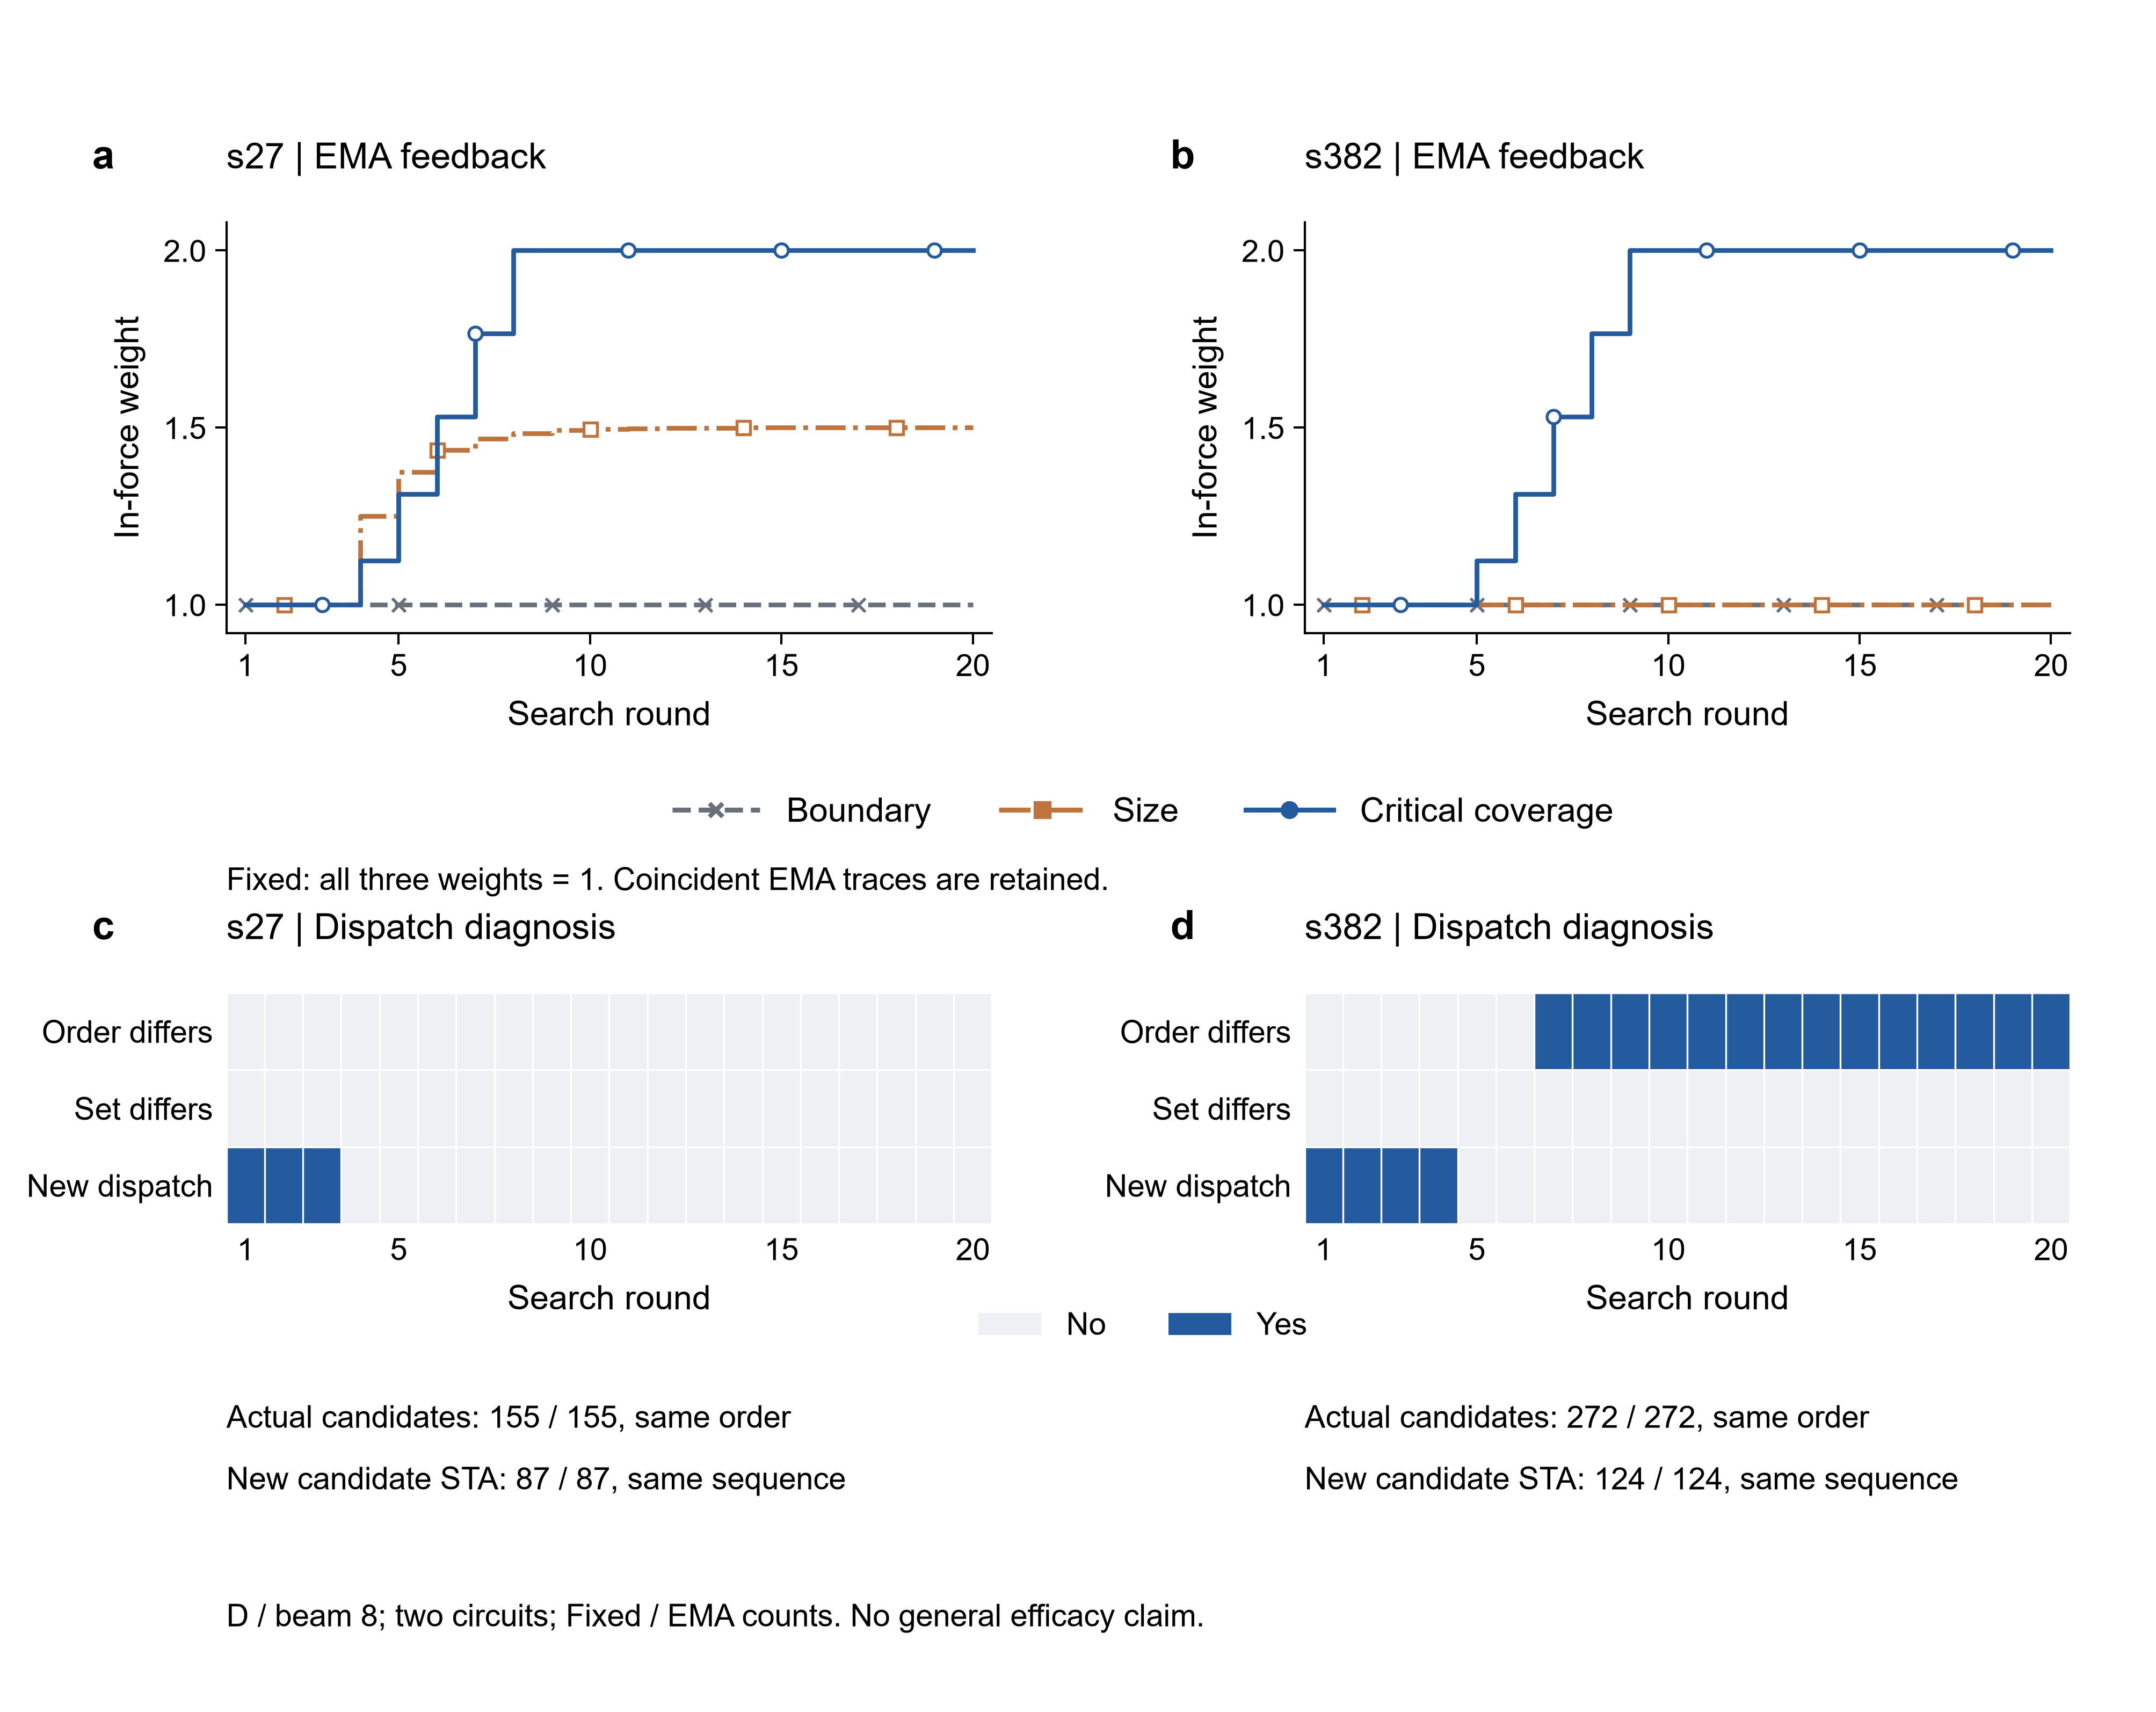 a
s27 | EMA feedback
2.0
1.5
1.0
In-force weight
1 5 10 15 20
Search round
b
s382 | EMA feedback
2.0
1.5
1.0
In-force weight
1 5 10 15 20
Search round
Boundary Size Critical coverage
Fixed: all three weights = 1. Coincident EMA traces are retained.
c
s27 | Dispatch diagnosis
Order differs
Set differs
New dispatch
1 5 10 15 20
Search round
d
s382 | Dispatch diagnosis
Order differs
Set differs
New dispatch
1 5 10 15 20
Search round
No Yes
Actual candidates: 155 / 155, same order
New candidate STA: 87 / 87, same sequence
Actual candidates: 272 / 272, same order
New candidate STA: 124 / 124, same sequence
D / beam 8; two circuits; Fixed / EMA counts. No general efficacy claim.